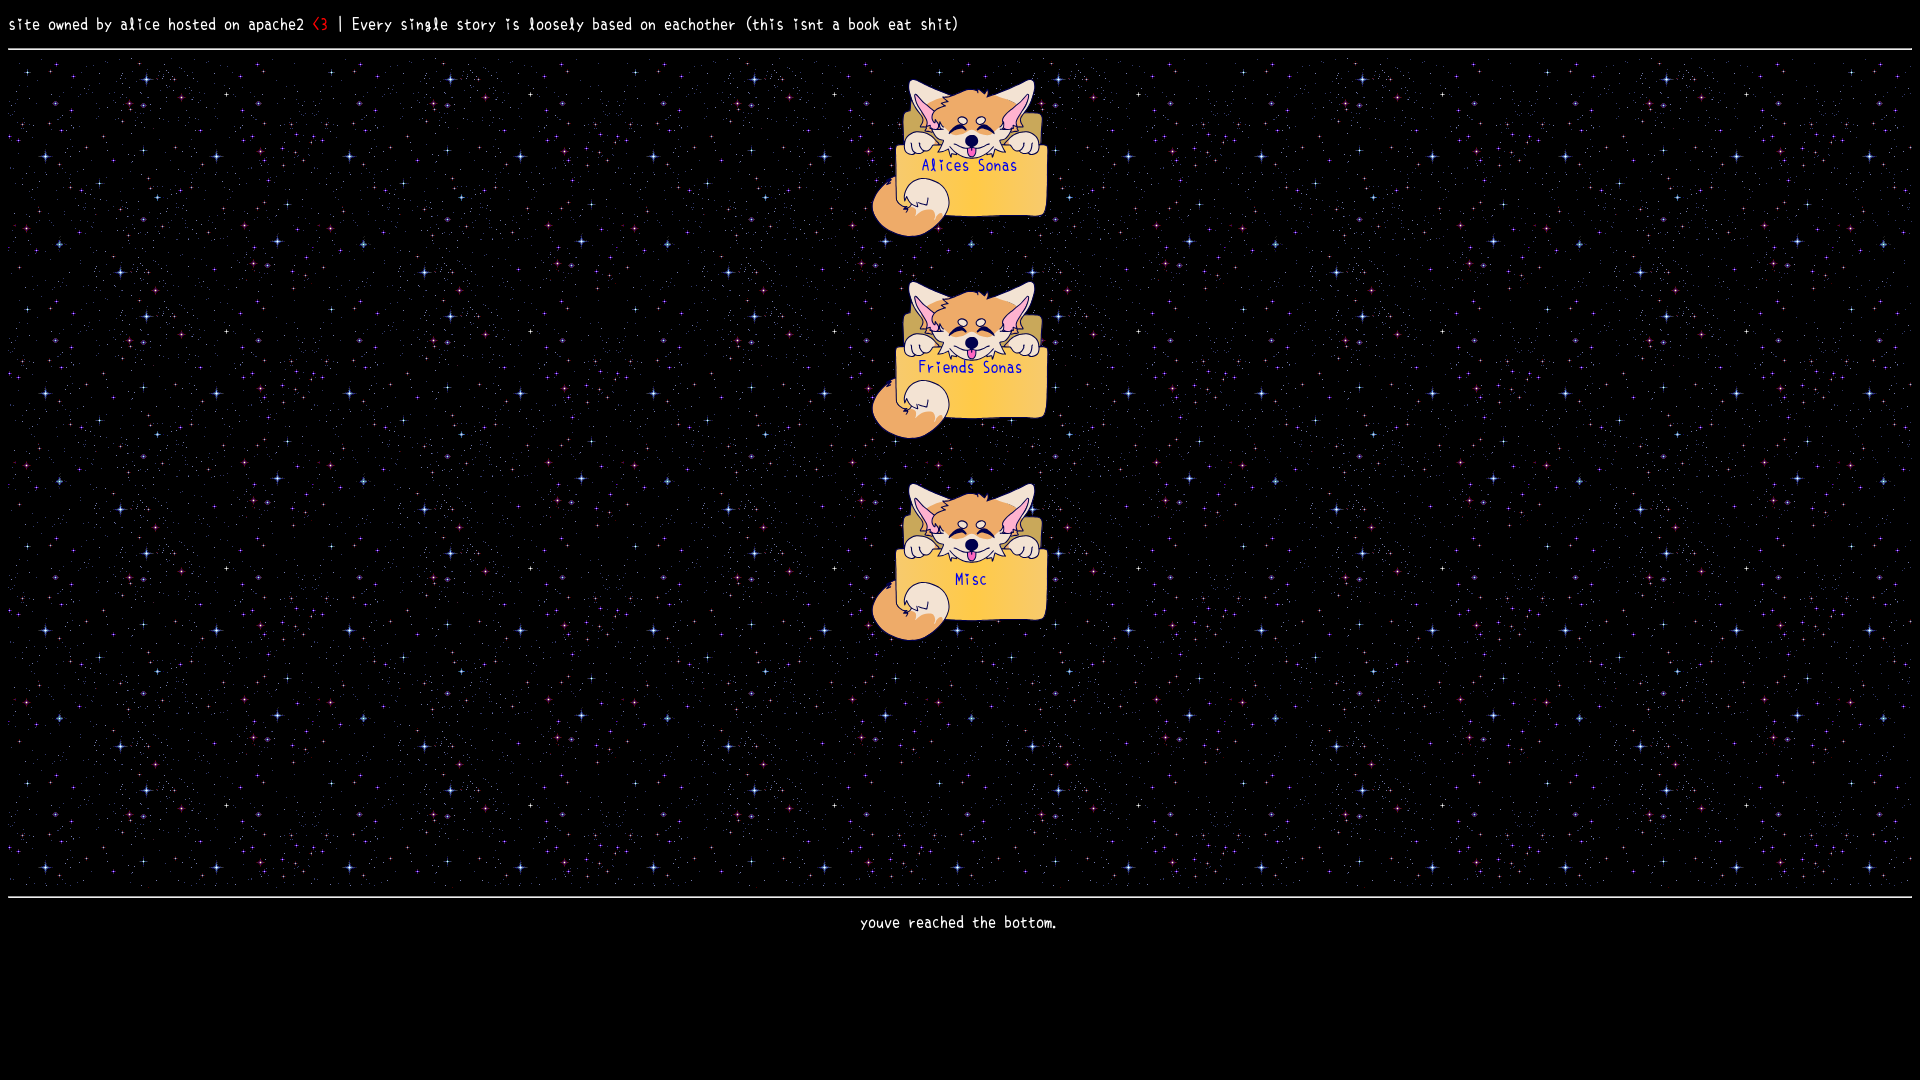 site owned by alice hosted on apache2 <3 | Every single story is loosely based on eachother (this isnt a book eat shit)
Alices Sonas
Friends Sonas
Misc
youve reached the bottom.